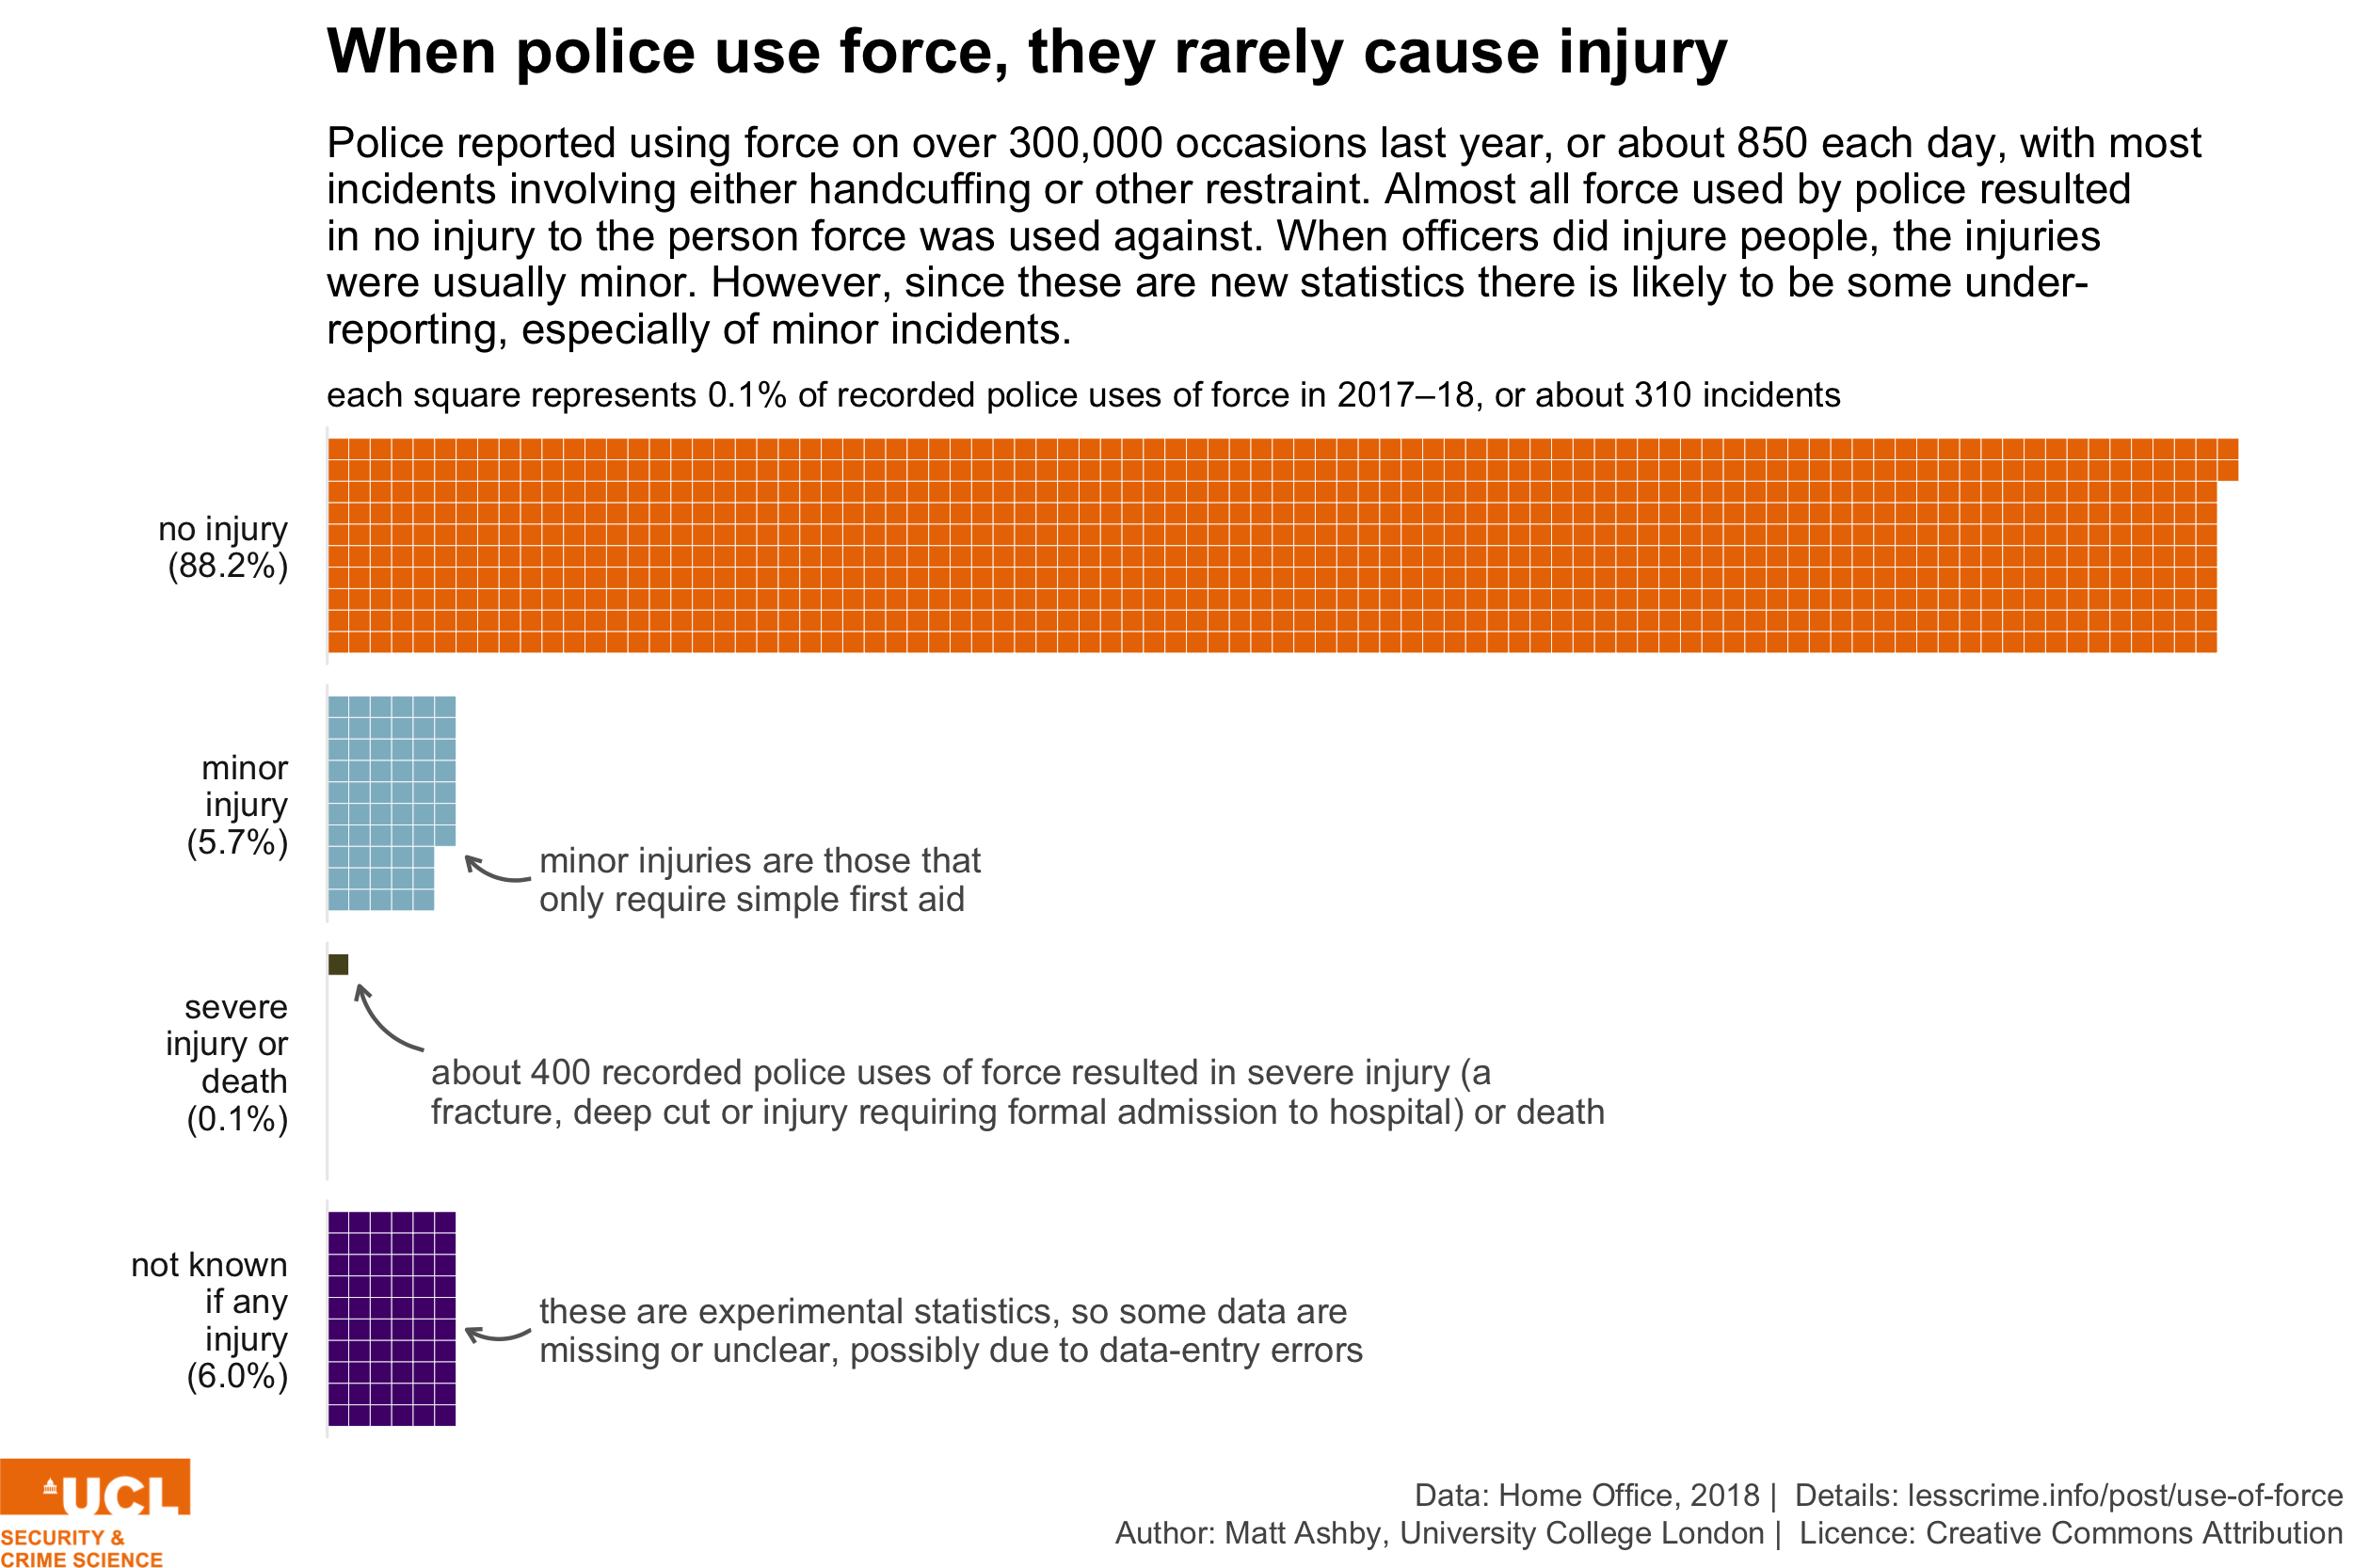 When police use force, they rarely cause injury
Police reported using force on over 300,000 occasions last year, or about 850 each day, with most
incidents involving either handcuffing or other restraint. Almost all force used by police resulted
in no injury to the person force was used against. When officers did injure people, the injuries
were usually minor. However, since these are new statistics there is likely to be some under-
reporting, especially of minor incidents.
each square represents 0.1% of recorded police uses of force in 2017–18, or about 310 incidents
no injury
(88.2%)
minor
injury
(5.7%)
minor injuries are those that
only require simple first aid
severe
injury or
death
(0.1%)
about 400 recorded police uses of force resulted in severe injury (a
fracture, deep cut or injury requiring formal admission to hospital) or death
not known
if any
injury
(6.0%)
these are experimental statistics, so some data are
missing or unclear, possibly due to data-entry errors
UCL
SECURITY &
CRIME SCIENCE
Data: Home Office, 2018 | Details: lesscrime.info/post/use-of-force
Author: Matt Ashby, University College London | Licence: Creative Commons Attribution